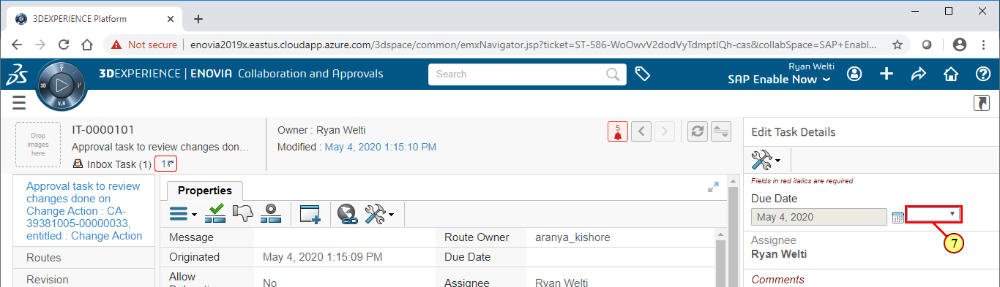 3DEXPERIENCE Platform
Not secure
enovia2019x.eastus.cloudapp.azure.com/3dspace/common/emxNavigator.jsp?ticket=ST-586-WoOwvV2dodVyTdmptIQh-cas&collabSpace=SAP+Enabl...
3DEXPERIENCE | ENOVIA Collaboration and Approvals
Search
Ryan Welti
SAP Enable Now
3D
V.R
Drop
images
here
IT-0000101
Approval task to review changes don…
Inbox Task (1)
1
Owner : Ryan Welti
Modified : May 4, 2020 1:15:10 PM
5
Edit Task Details
Fields in red italics are required
Due Date
May 4, 2020
7
Assignee
Ryan Welti
Comments
Approval task to review
changes done on
Change Action : CA-
39381005-00000033,
entitled : Change Action
Routes
Revision
Properties
Message
Route Owner
aranya_kishore
Originated
May 4, 2020 1:15:09 PM
Due Date
Allow
No
Assignee
Ryan Welti